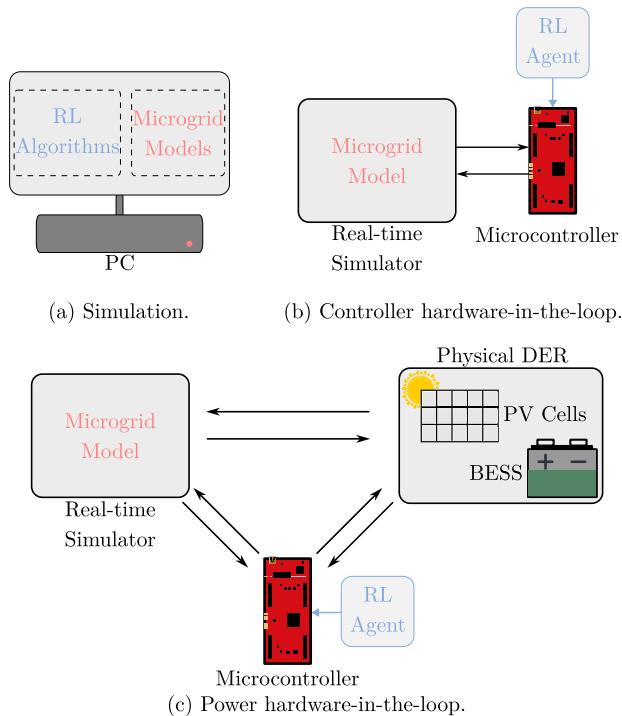 RL
Algorithms
Microgrid
Models
PC
(a) Simulation.
RL
Agent
Microgrid
Model
Real-time
Simulator
Microcontroller
(b) Controller hardware-in-the-loop.
Physical DER
PV Cells
BESS
Microgrid
Model
Real-time
Simulator
RL
Agent
Microcontroller
(c) Power hardware-in-the-loop.